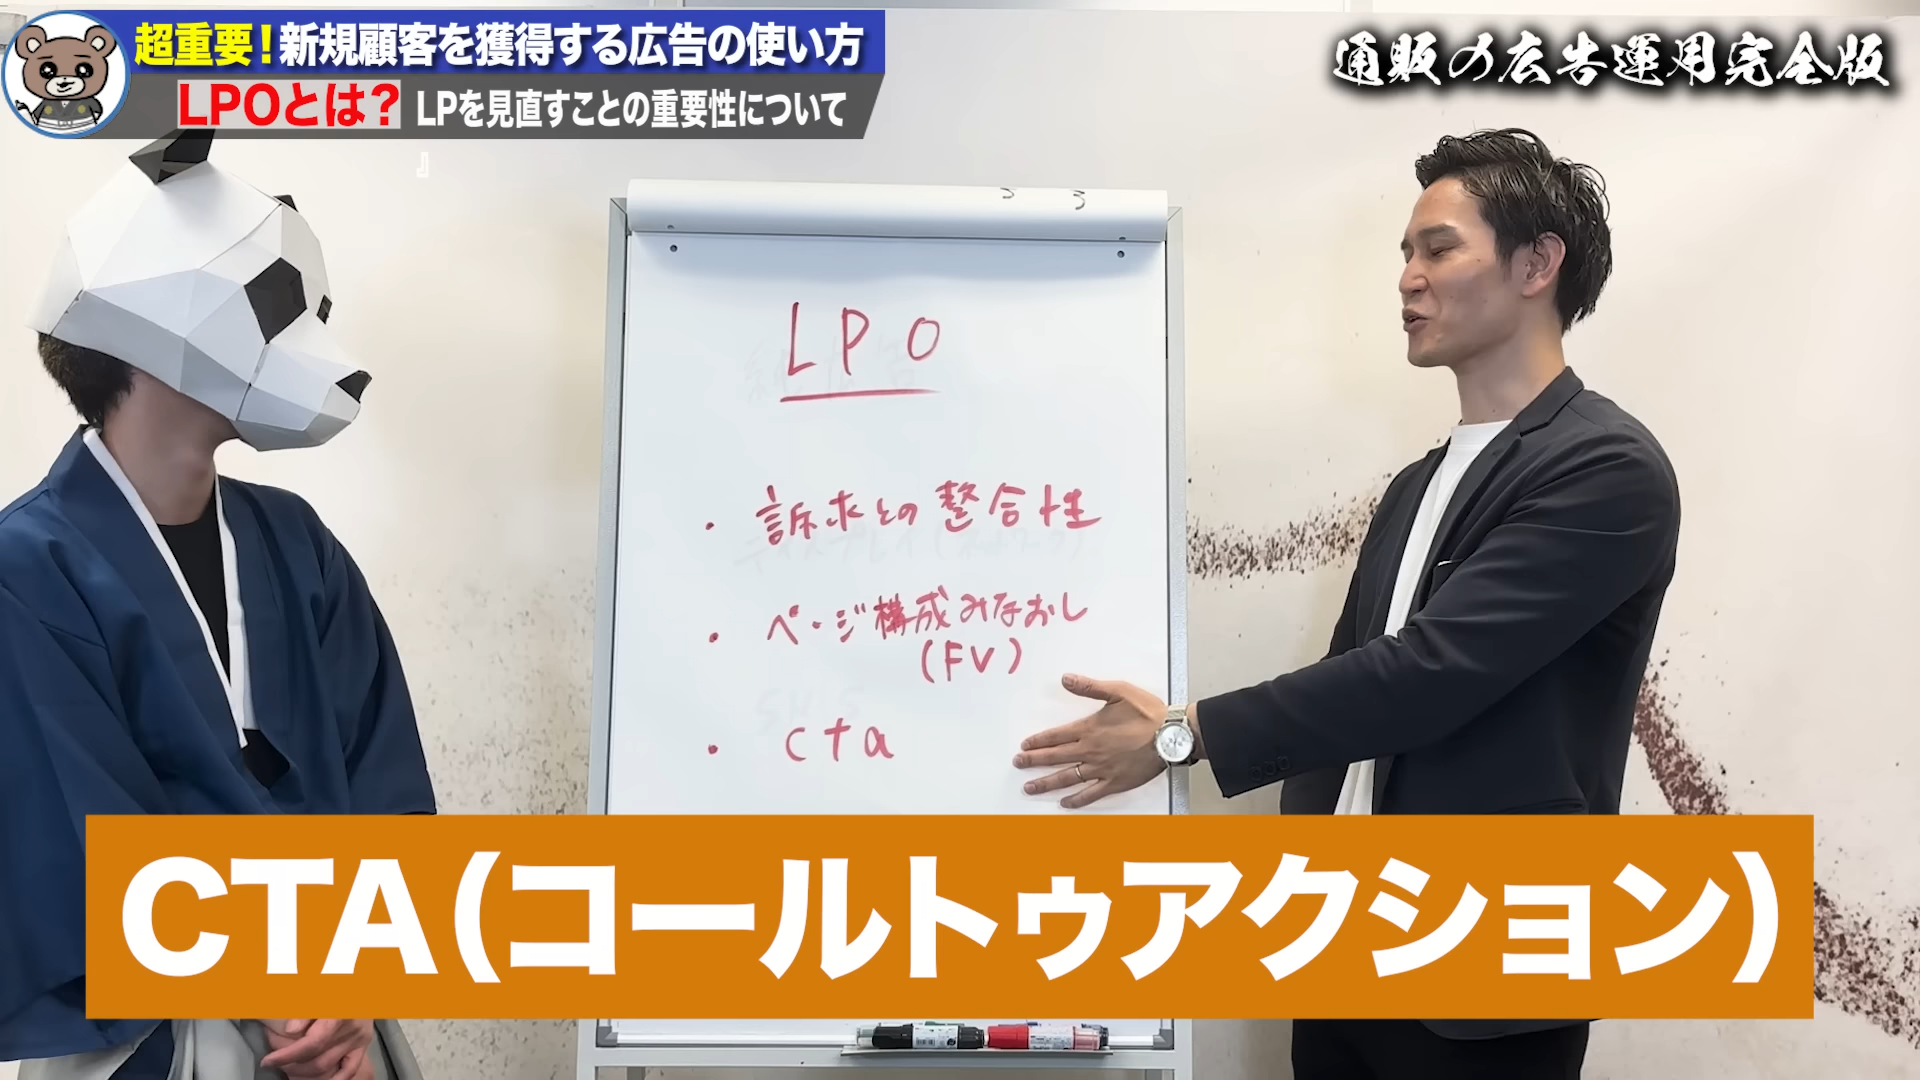 超重要！新規顧客を獲得する広告の使い方
LPOとは？ LPを見直すことの重要性について
』
通販の広告運用完全版
LPO
・訴求との整合性
・ページ構成みなおし
(FV)
・cta
CTA(コールトゥアクション)